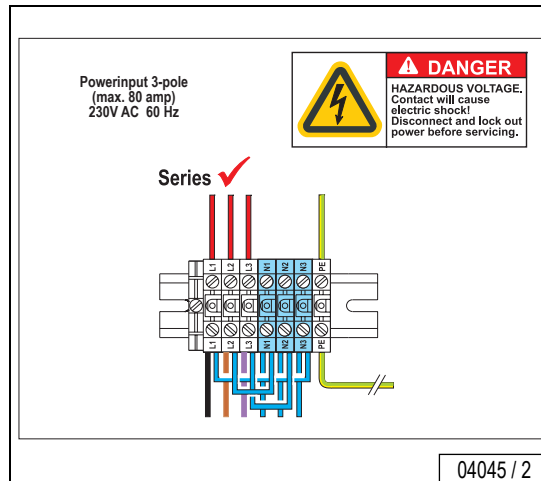 Powerinput 3-pole
(max. 80 amp)
230V AC 60 Hz
DANGER
HAZARDOUS VOLTAGE.
Contact will cause
electric shock!
Disconnect and lock out
power before servicing.
Series
L1 L2 L3 N1 N2 N3 PE
L1 L2 L3 N1 N2 N3 PE
04045 / 2